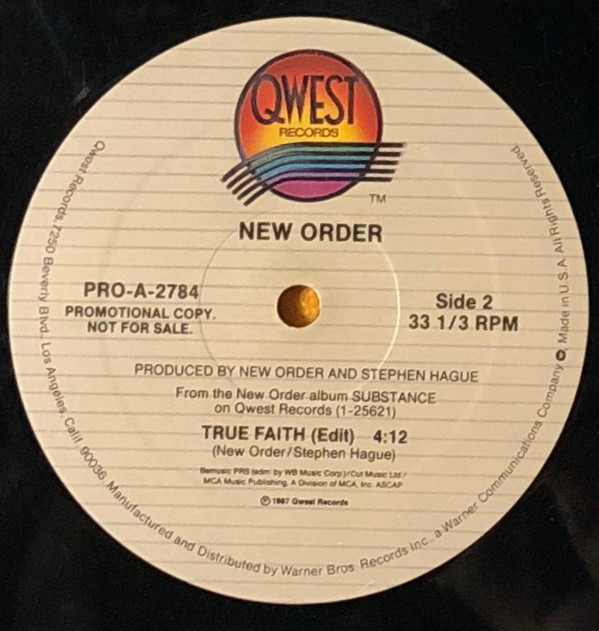 QWEST
RECORDS
TM
NEW ORDER
PRO-A-2784
PROMOTIONAL COPY.
NOT FOR SALE.
Side 2
33 1/3 RPM
PRODUCED BY NEW ORDER AND STEPHEN HAGUE
From the New Order album SUBSTANCE
on Qwest Records (1-25621)
TRUE FAITH (Edit) 4:12
(New Order/Stephen Hague)
Bemusic PRS (adm. by WB Music Corp.)/Cut Music Ltd./
MCA Music Publishing, A Division of MCA, Inc. ASCAP
℗ 1987 Qwest Records
Qwest Records, 7250 Beverly Blvd., Los Angeles, Calif. 90036. Manufactured and Distributed by Warner Bros. Records Inc., a Warner Communications Company. Made in U.S.A. All Rights Reserved.